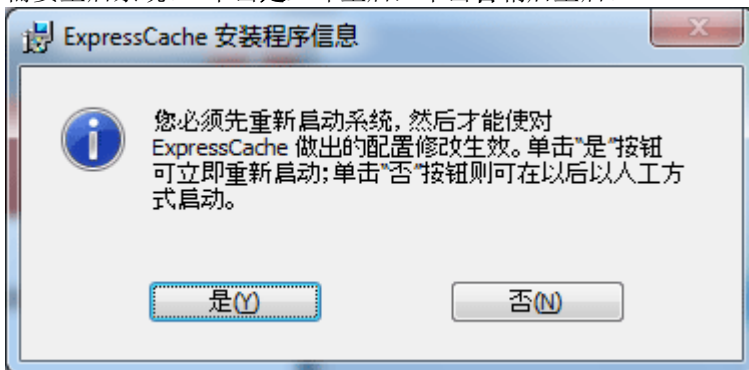 ExpressCache 安装程序信息
您必须先重新启动系统，然后才能使对
ExpressCache 做出的配置修改生效。单击"是"按钮
可立即重新启动；单击"否"按钮则可在以后以人工方
式启动。
是(Y)
否(N)